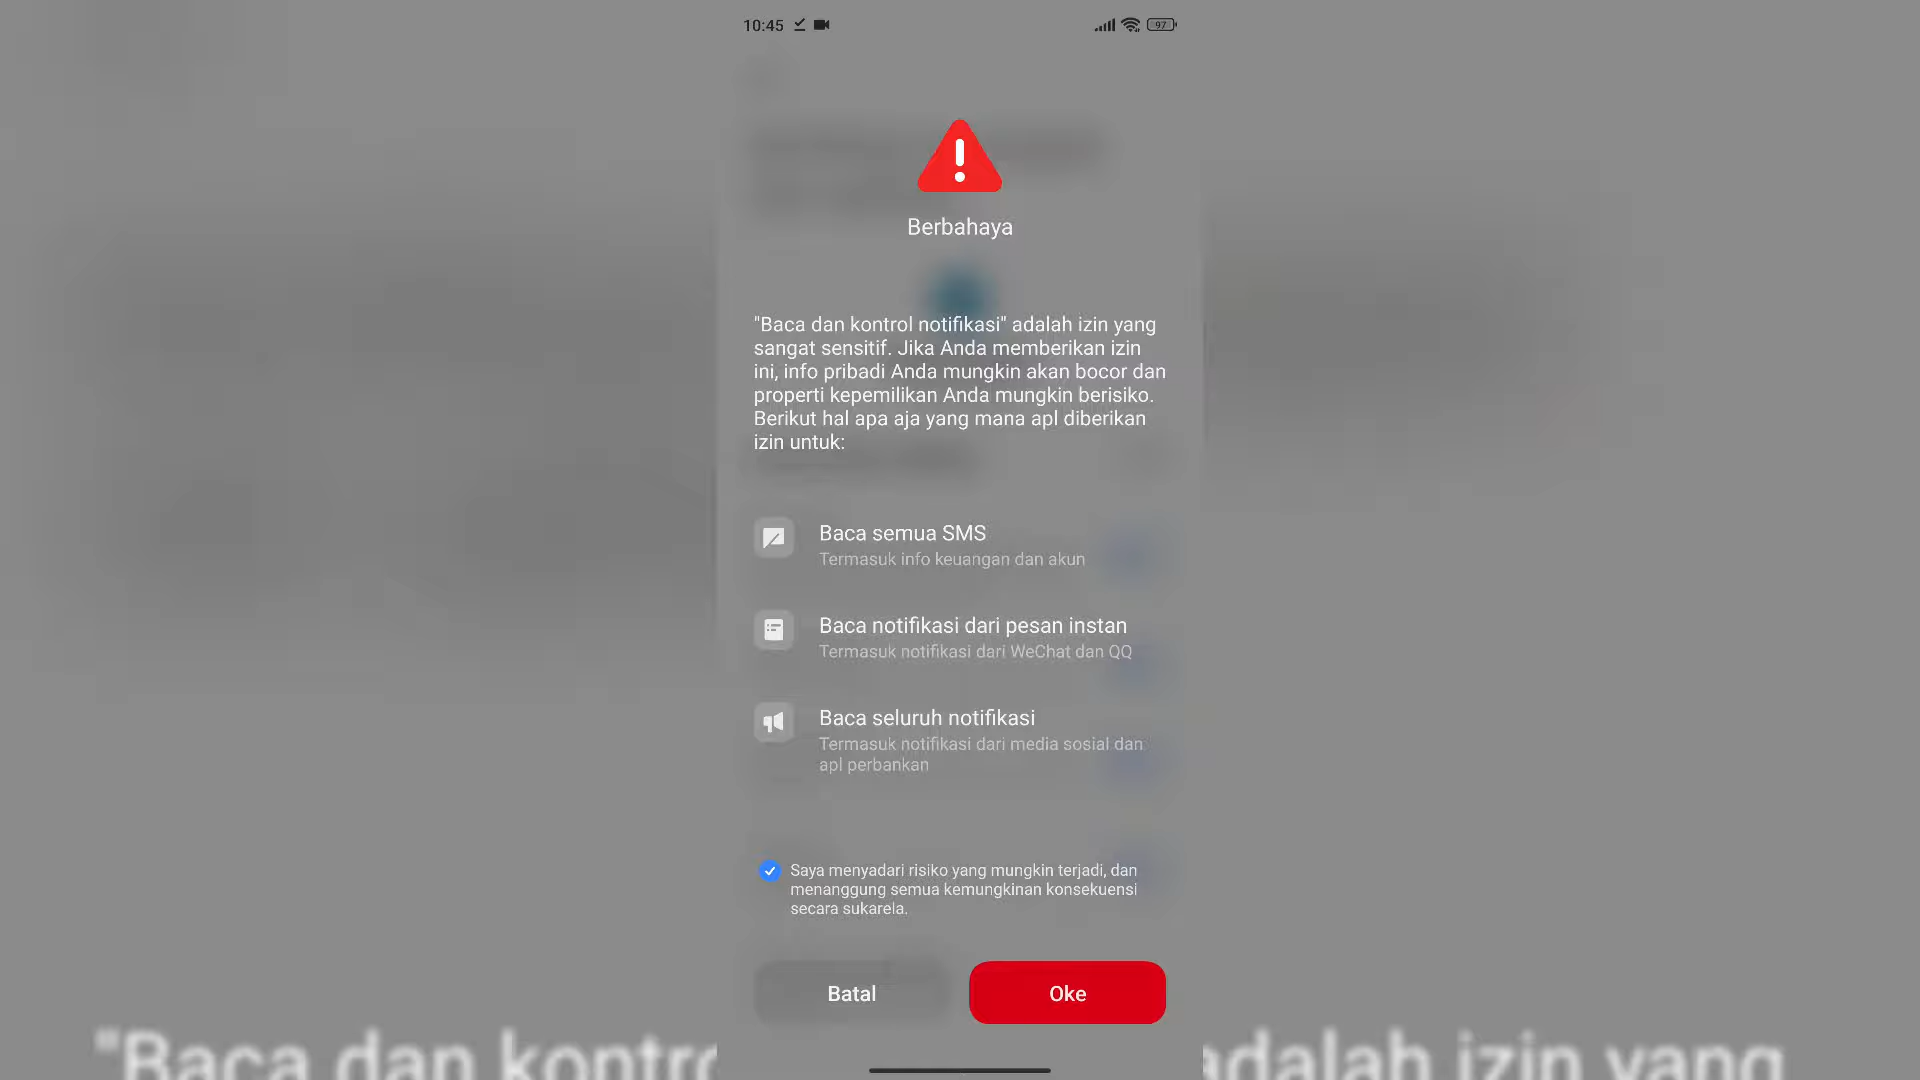 10:45
97
Berbahaya
"Baca dan kontrol notifikasi" adalah izin yang
sangat sensitif. Jika Anda memberikan izin
ini, info pribadi Anda mungkin akan bocor dan
properti kepemilikan Anda mungkin berisiko.
Berikut hal apa aja yang mana apl diberikan
izin untuk:
Baca semua SMS
Termasuk info keuangan dan akun
Baca notifikasi dari pesan instan
Termasuk notifikasi dari WeChat dan QQ
Baca seluruh notifikasi
Termasuk notifikasi dari media sosial dan
apl perbankan
Saya menyadari risiko yang mungkin terjadi, dan
menanggung semua kemungkinan konsekuensi
secara sukarela.
Batal
Oke
"Baca dan kontro
adalah izin yang